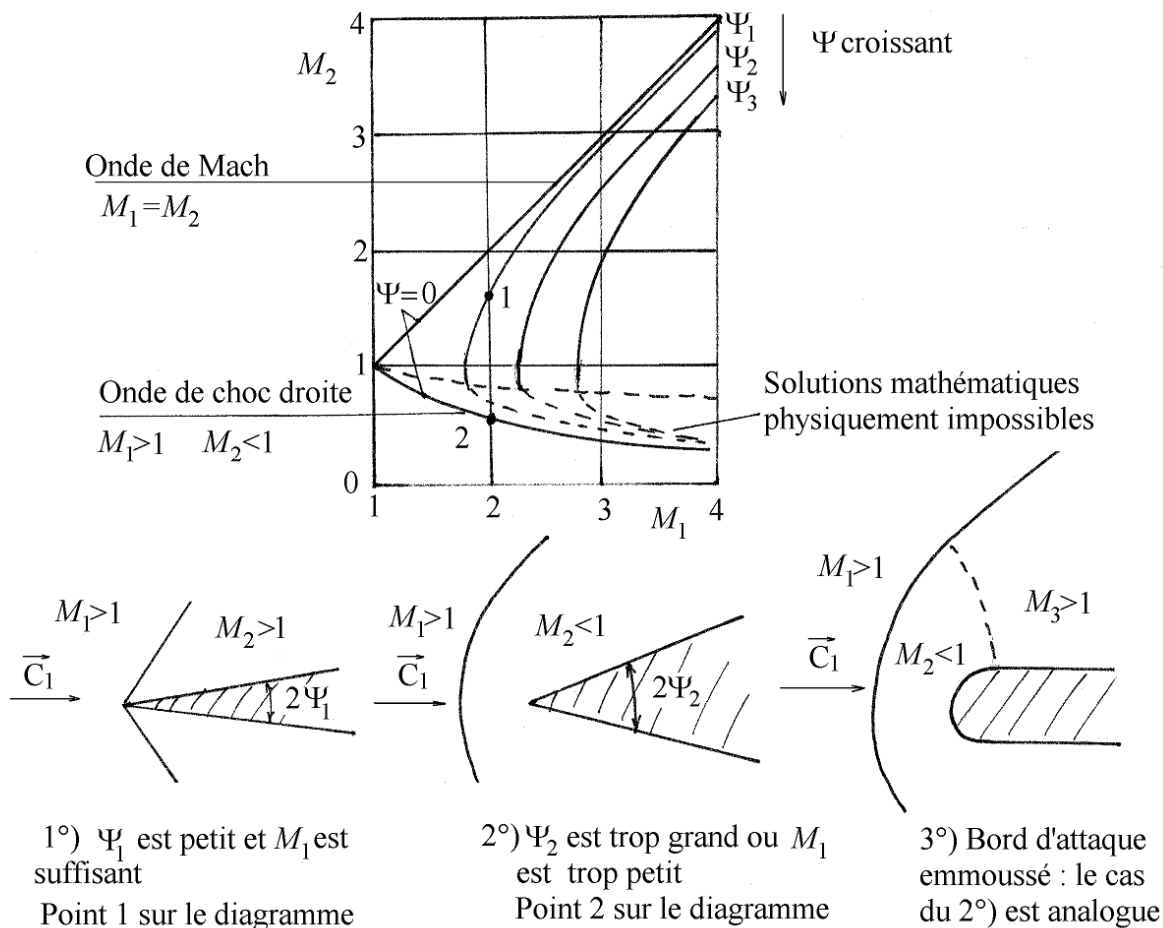 4
Ψ1
Ψ croissant
M2
Ψ2
Ψ3
3
Onde de Mach
M1=M2
2
Ψ=0
1
1
Onde de choc droite
M1>1 M2<1
2
Solutions mathématiques
physiquement impossibles
0
1 2 3 M1 4
M1>1
M2>1
C1
2Ψ1
M1>1
M2<1
C1
2Ψ2
M1>1
M3>1
C1
M2<1
1°) Ψ1 est petit et M1 est
suffisant
Point 1 sur le diagramme
2°) Ψ2 est trop grand ou M1
est trop petit
Point 2 sur le diagramme
3°) Bord d'attaque
emmoussé : le cas
du 2°) est analogue